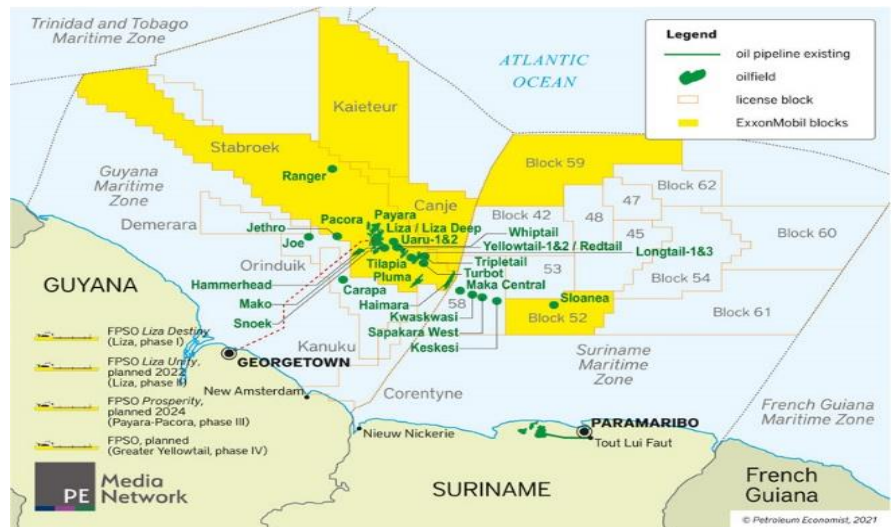 Trinidad and Tobago
Maritime Zone
ATLANTIC
OCEAN
Legend
oil pipeline existing
oilfield
license block
ExxonMobil blocks
Kaieteur
Stabroek
Ranger
Guyana
Maritime
Zone
Demerara
Block 59
Block 62
47
48
Block 42
Canje
Payara
Pacora
Liza / Liza Deep
Uaru-1&2
Whiptail
Yellowtail-1&2 / Redtail
45
Longtail-1&3
Block 60
Jethro
Joe
Orinduik
Tilapia
Tripletail
Turbot
53
Block 54
Hammerhead
Pluma
Maka Central
Carapa
Haimara
58
Sloanea
Mako
Kwaskwasi
Block 52
Block 61
Snoek
Sapakara West
Keskesi
Kanuku
Corentyne
Suriname
Maritime
Zone
French Guiana
Maritime Zone
GUYANA
FPSO Liza Destiny
(Liza, phase I)
FPSO Liza Unity,
planned 2022
(Liza, phase II)
FPSO Prosperity,
planned 2024
(Payara-Pacora, phase III)
FPSO, planned
(Greater Yellowtail, phase IV)
GEORGETOWN
New Amsterdam
Nieuw Nickerie
PARAMARIBO
Tout Lui Faut
SURINAME
French
Guiana
PE
Media
Network
© Petroleum Economist, 2021